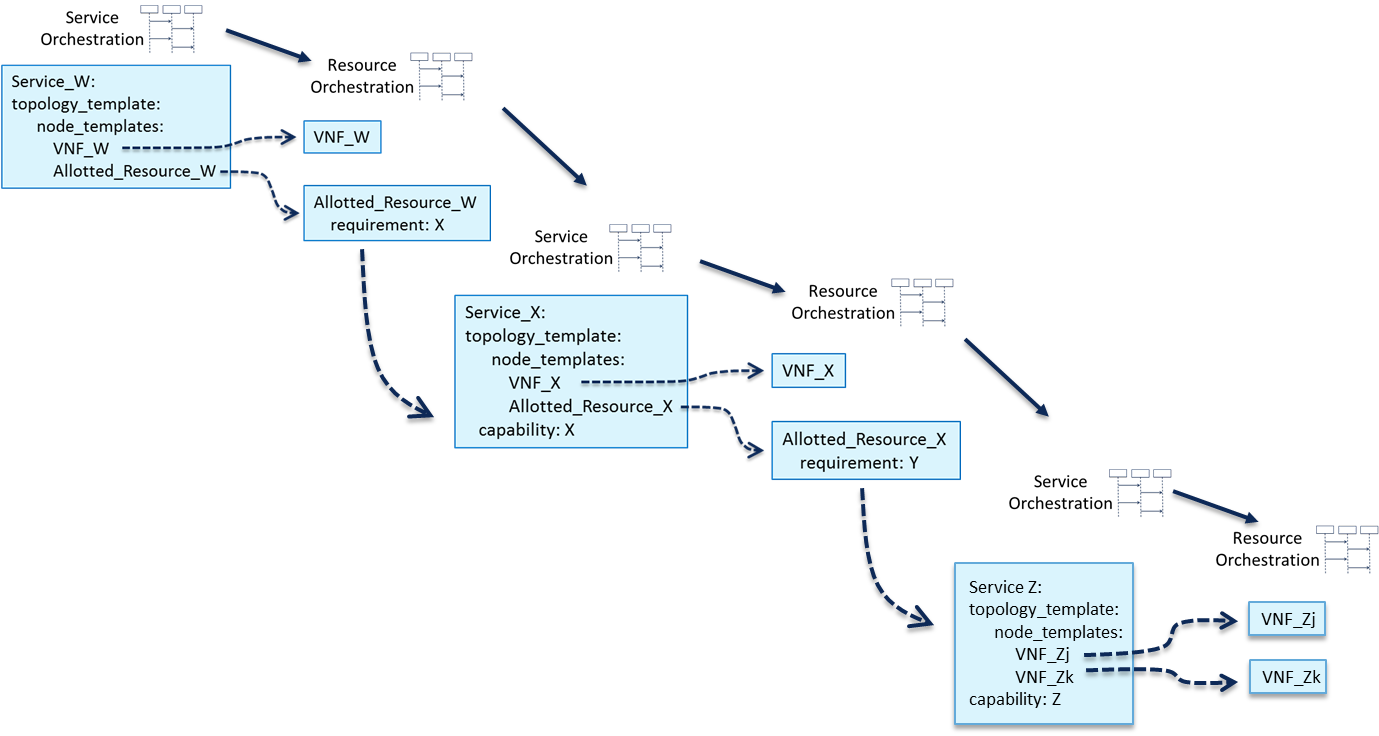 Service
Orchestration
Resource
Orchestration
Service_W:
topology_template:
node_templates:
VNF_W
Allotted_Resource_W
VNF_W
Allotted_Resource_W
requirement: X
Service
Orchestration
Resource
Orchestration
Service_X:
topology_template:
node_templates:
VNF_X
Allotted_Resource_X
capability: X
VNF_X
Allotted_Resource_X
requirement: Y
Service
Orchestration
Resource
Orchestration
Service Z:
topology_template:
node_templates:
VNF_Zj
VNF_Zk
capability: Z
VNF_Zj
VNF_Zk